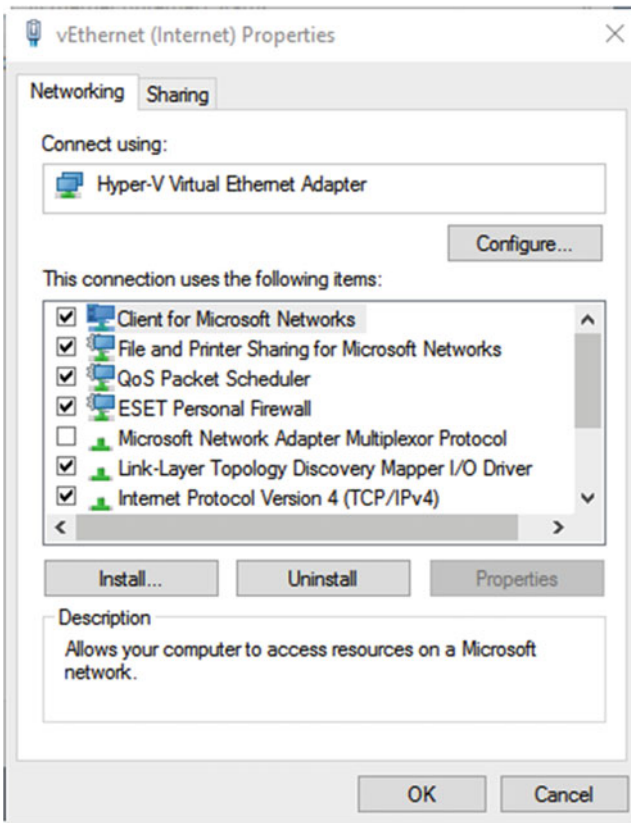 vEthernet (Internet) Properties
Networking
Sharing
Connect using:
Hyper-V Virtual Ethernet Adapter
Configure...
This connection uses the following items:
Client for Microsoft Networks
File and Printer Sharing for Microsoft Networks
QoS Packet Scheduler
ESET Personal Firewall
Microsoft Network Adapter Multiplexor Protocol
Link-Layer Topology Discovery Mapper I/O Driver
Internet Protocol Version 4 (TCP/IPv4)
Install...
Uninstall
Properties
Description
Allows your computer to access resources on a Microsoft
network.
OK
Cancel